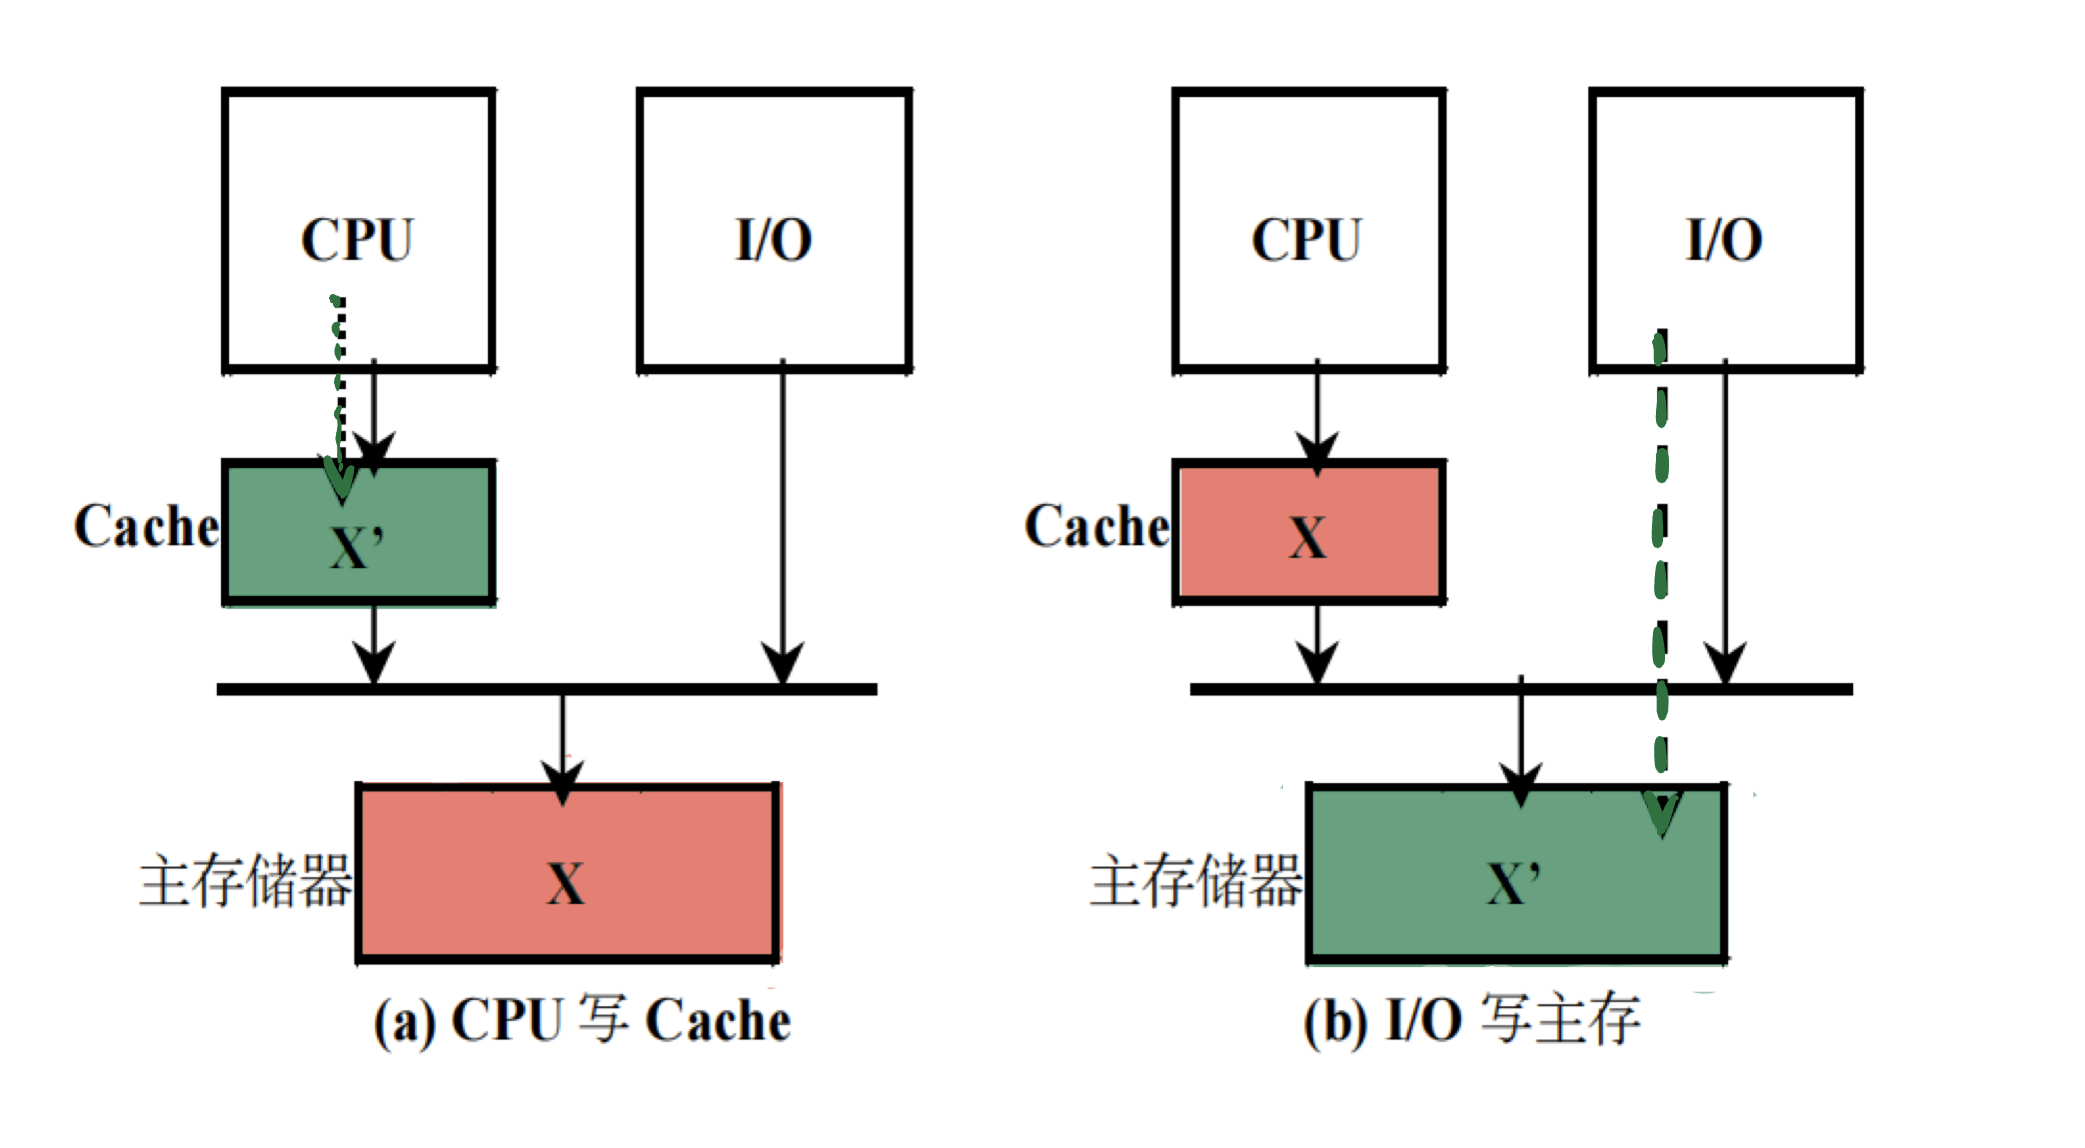 CPU
I/O
Cache
X’
主存储器
X
(a) CPU 写 Cache
CPU
I/O
Cache
X
主存储器
X’
(b) I/O 写主存